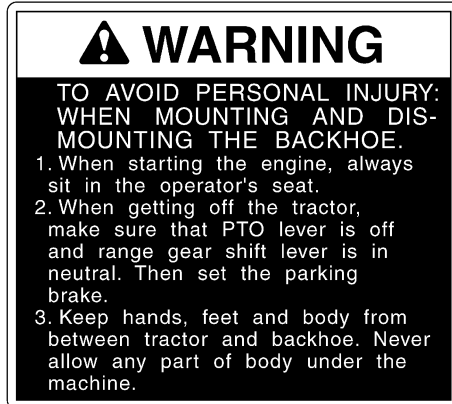 WARNING
TO AVOID PERSONAL INJURY:
WHEN MOUNTING AND DIS-
MOUNTING THE BACKHOE.
1. When starting the engine, always
sit in the operator's seat.
2. When getting off the tractor,
make sure that PTO lever is off
and range gear shift lever is in
neutral. Then set the parking
brake.
3. Keep hands, feet and body from
between tractor and backhoe. Never
allow any part of body under the
machine.